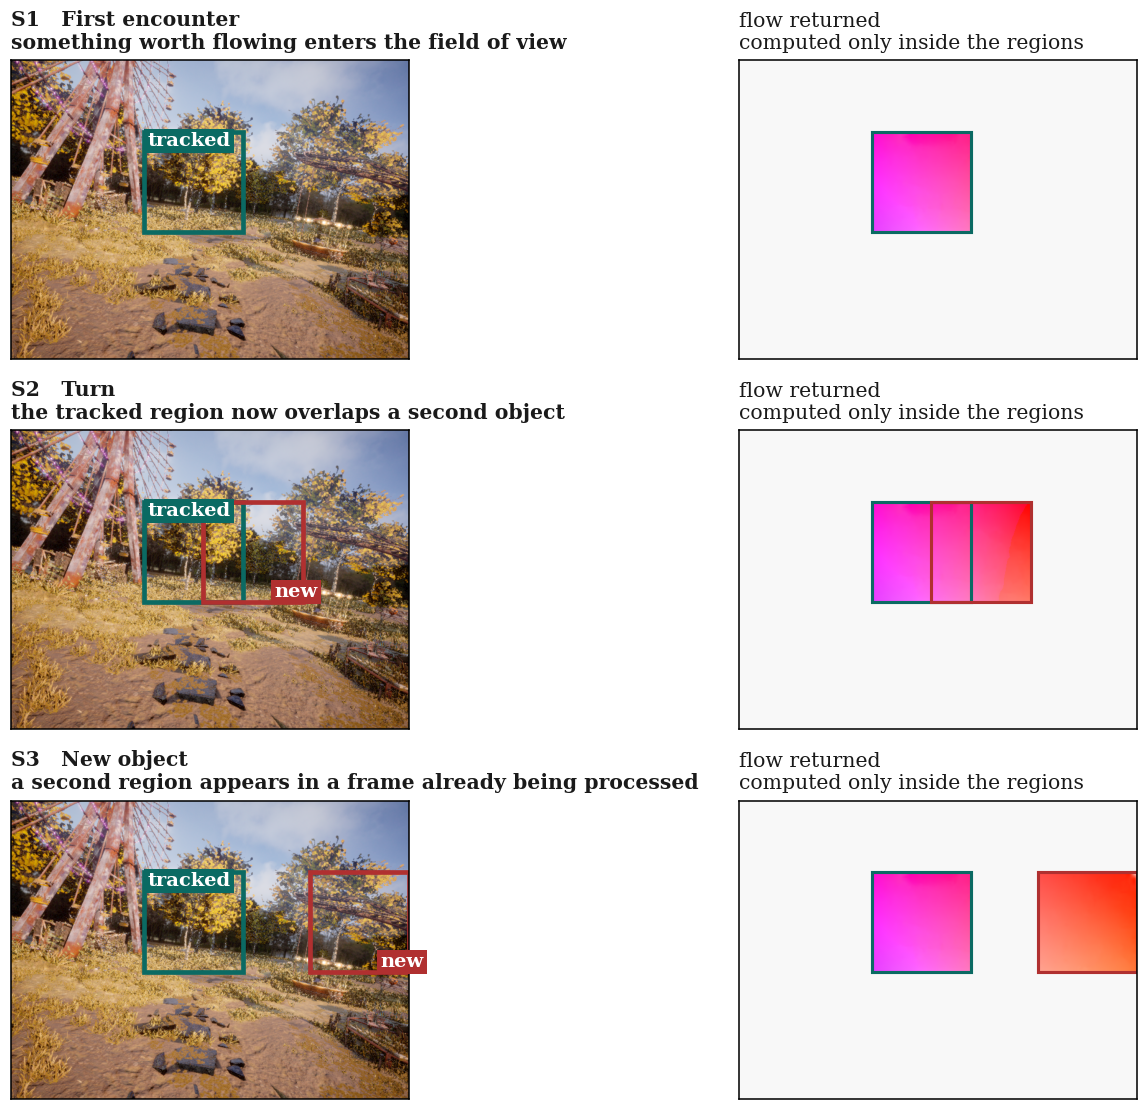 S1   First encounter
something worth flowing enters the field of view
flow returned
computed only inside the regions
tracked
S2   Turn
the tracked region now overlaps a second object
flow returned
computed only inside the regions
tracked
new
S3   New object
a second region appears in a frame already being processed
flow returned
computed only inside the regions
tracked
new